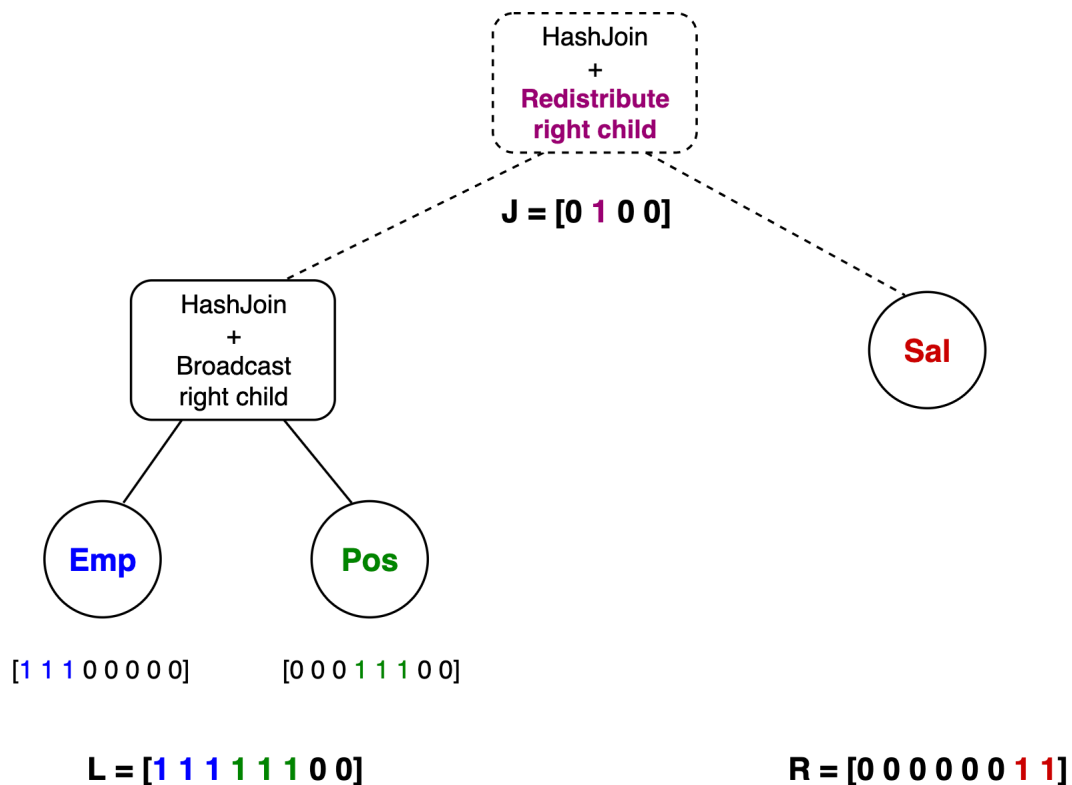 HashJoin
+
Redistribute
right child
J = [0 1 0 0]
HashJoin
+
Broadcast
right child
Sal
Emp
Pos
[1 1 1 0 0 0 0 0]
[0 0 0 1 1 1 0 0]
L = [1 1 1 1 1 1 0 0]
R = [0 0 0 0 0 0 1 1]